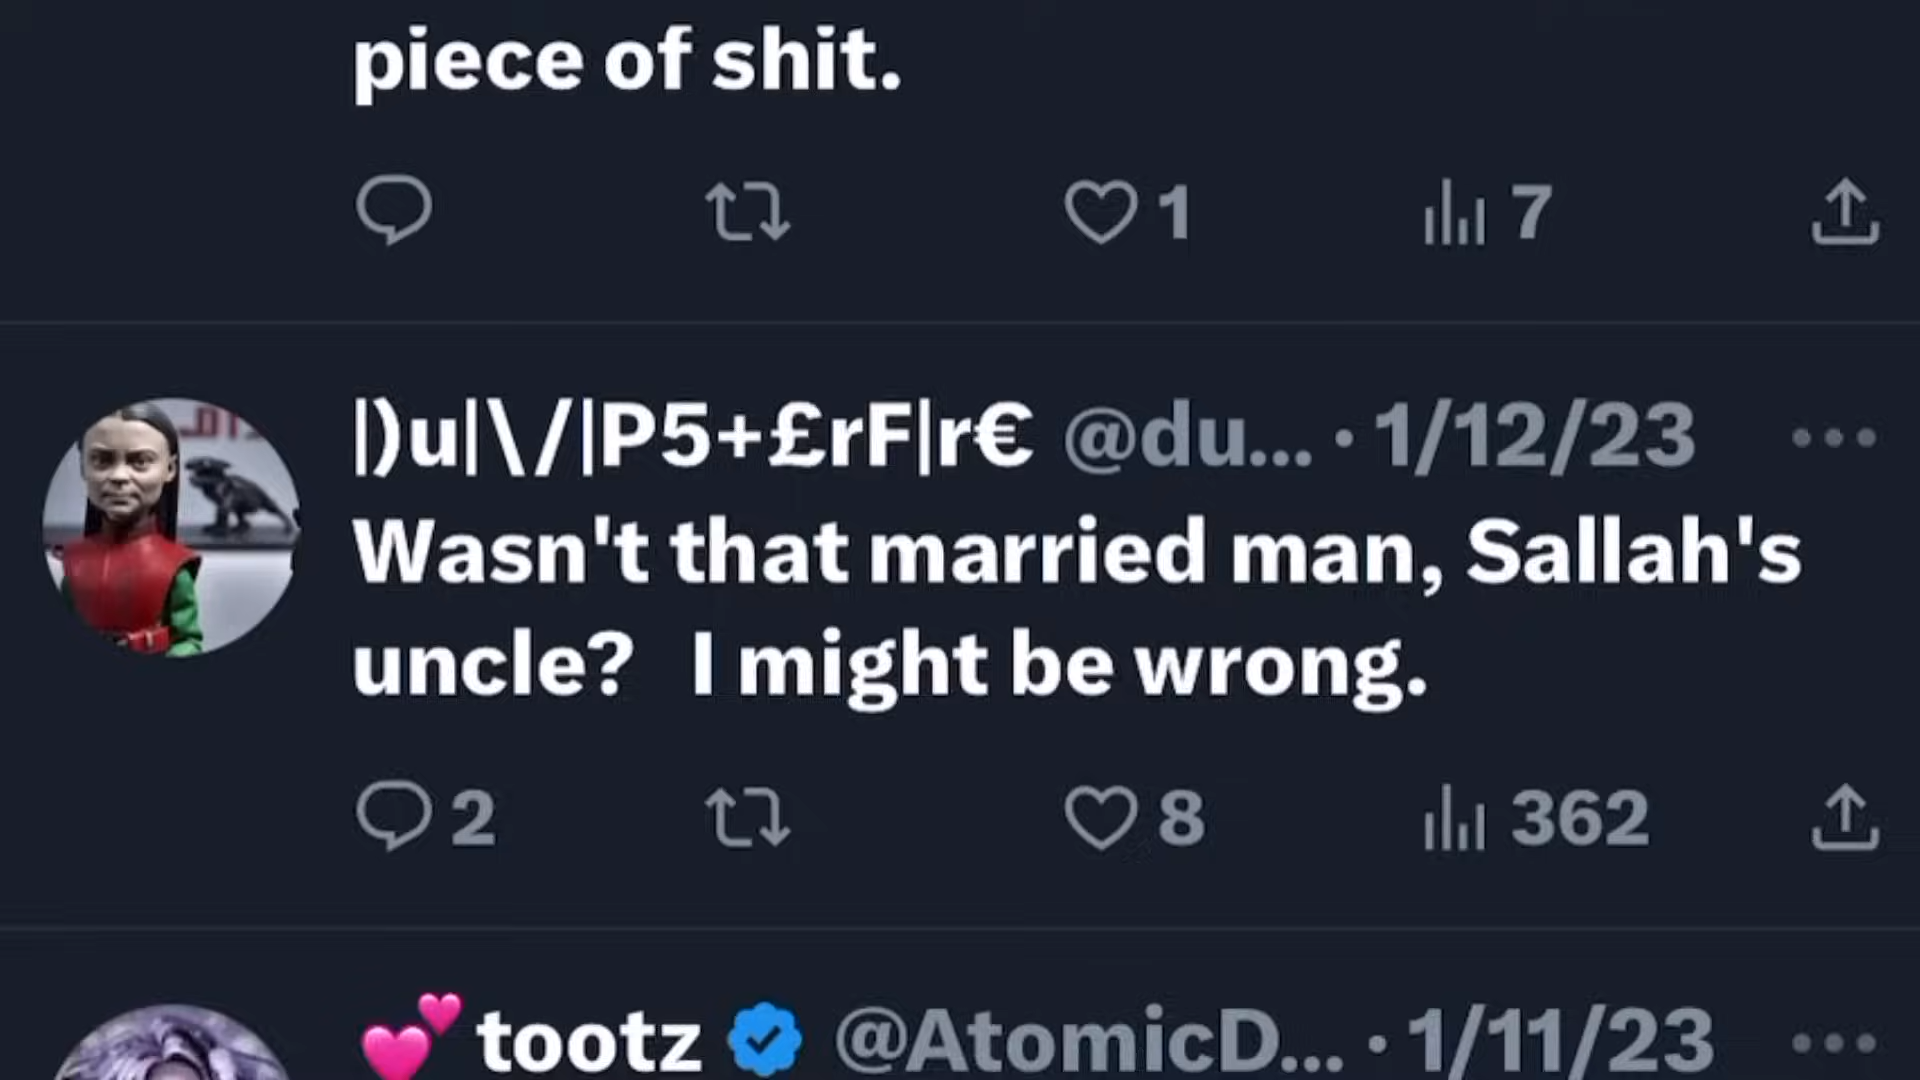 piece of shit.
1 7
|)u|\/|P5+£rF|r€ @du... · 1/12/23
Wasn't that married man, Sallah's
uncle? I might be wrong.
2 8 362
💕 tootz @AtomicD... · 1/11/23